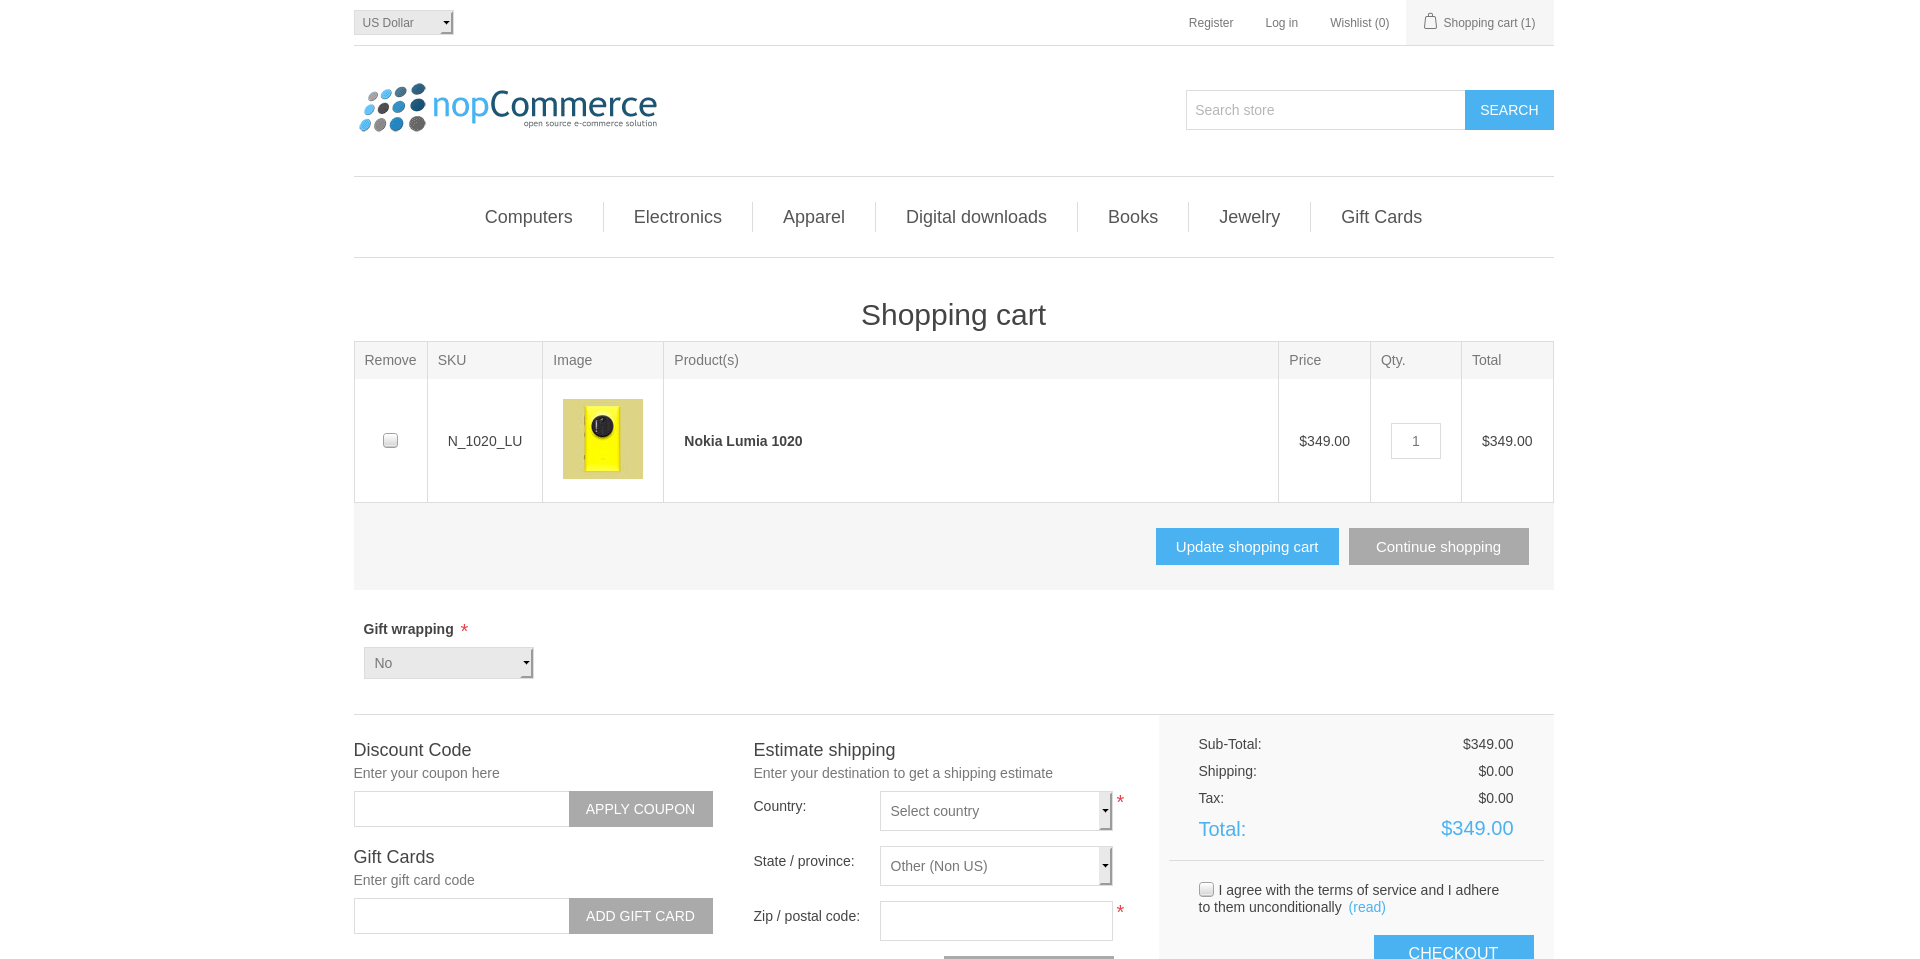 US Dollar
Register
Log in
Wishlist (0)
Shopping cart (1)
nopCommerce
open source e-commerce solution
Search store
SEARCH
Computers
Electronics
Apparel
Digital downloads
Books
Jewelry
Gift Cards
Shopping cart
Remove
SKU
Image
Product(s)
Price
Qty.
Total
N_1020_LU
Nokia Lumia 1020
$349.00
1
$349.00
Update shopping cart
Continue shopping
Gift wrapping *
No
Discount Code
Enter your coupon here
APPLY COUPON
Gift Cards
Enter gift card code
ADD GIFT CARD
Estimate shipping
Enter your destination to get a shipping estimate
Country:
Select country
*
State / province:
Other (Non US)
Zip / postal code:
*
Sub-Total:
$349.00
Shipping:
$0.00
Tax:
$0.00
Total:
$349.00
I agree with the terms of service and I adhere
to them unconditionally (read)
CHECKOUT